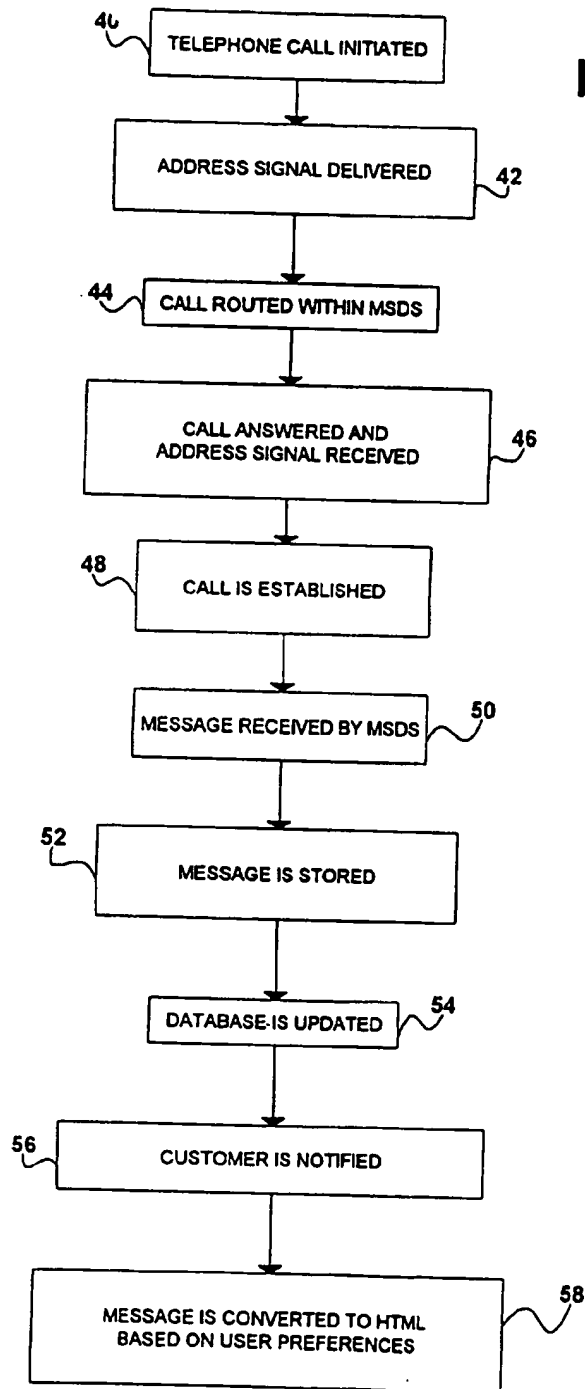 40
TELEPHONE CALL INITIATED
ADDRESS SIGNAL DELIVERED
42
44
CALL ROUTED WITHIN MSDS
CALL ANSWERED AND
ADDRESS SIGNAL RECEIVED
46
48
CALL IS ESTABLISHED
MESSAGE RECEIVED BY MSDS
50
52
MESSAGE IS STORED
DATABASE IS UPDATED
54
56
CUSTOMER IS NOTIFIED
MESSAGE IS CONVERTED TO HTML
BASED ON USER PREFERENCES
58